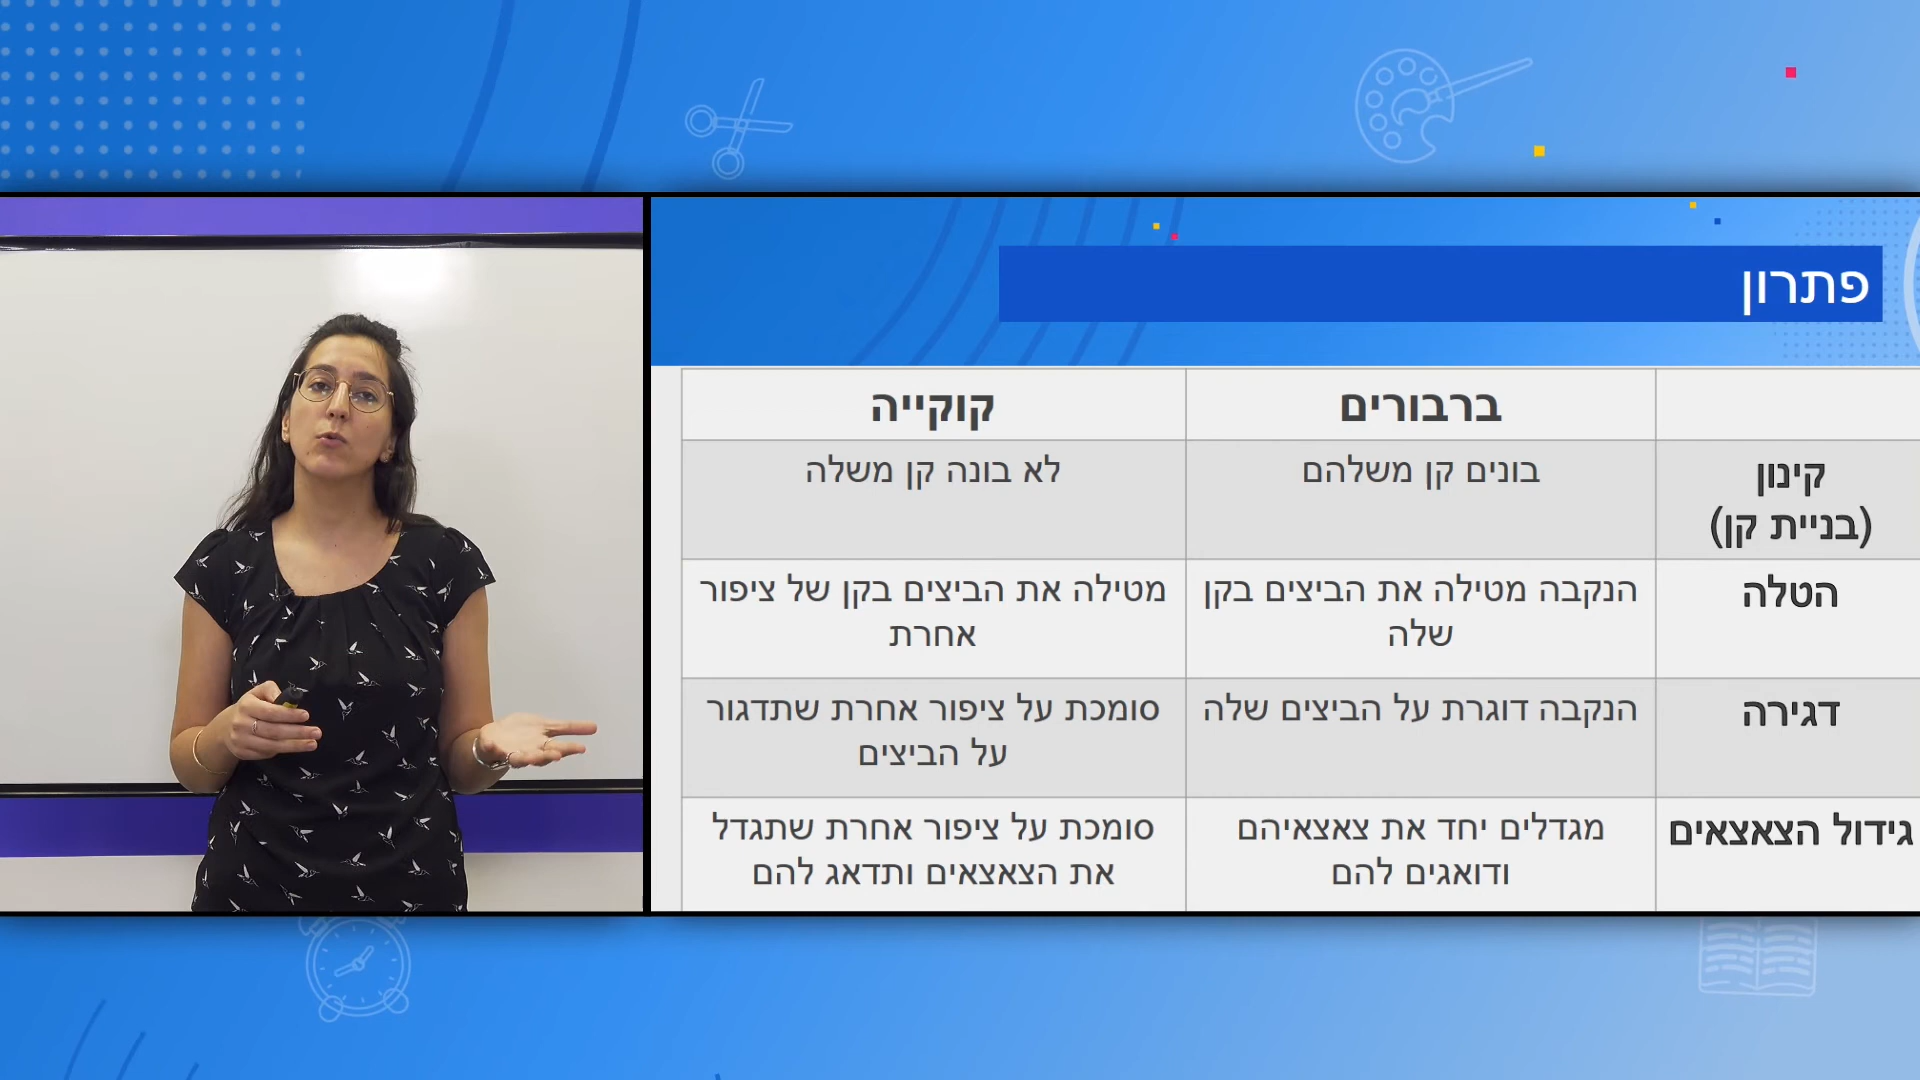 פתרון
ברבורים
קוקייה
קינון
(בניית קן)
בונים קן משלהם
לא בונה קן משלה
הטלה
הנקבה מטילה את הביצים בקן
שלה
מטילה את הביצים בקן של ציפור
אחרת
דגירה
הנקבה דוגרת על הביצים שלה
סומכת על ציפור אחרת שתדגור
על הביצים
גידול הצאצאים
מגדלים יחד את צאצאיהם
ודואגים להם
סומכת על ציפור אחרת שתגדל
את הצאצאים ותדאג להם